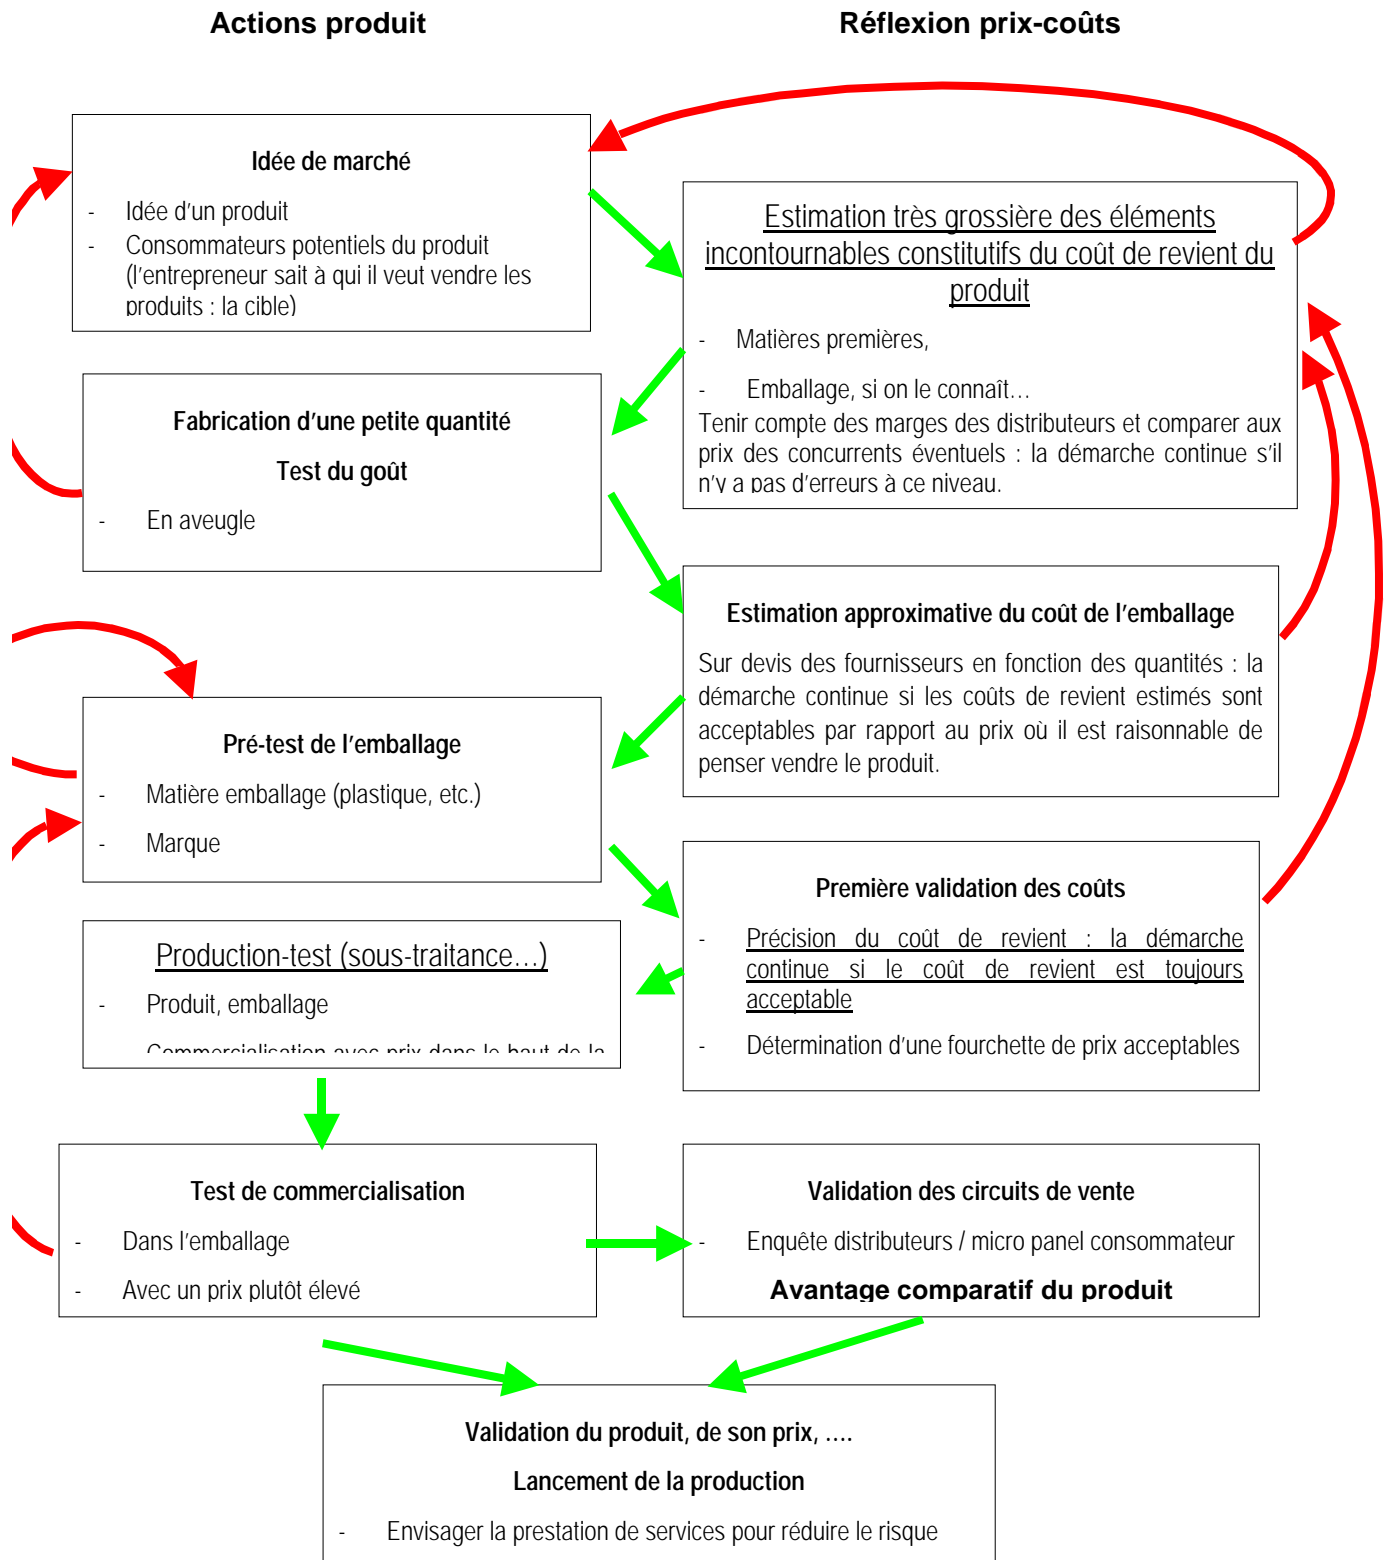 Actions produit
Réflexion prix-coûts
Idée de marché
- Idée d'un produit
- Consommateurs potentiels du produit
(l'entrepreneur sait à qui il veut vendre les
produits : la cible)
Estimation très grossière des éléments
incontournables constitutifs du coût de revient du
produit
- Matières premières,
- Emballage, si on le connaît…
Tenir compte des marges des distributeurs et comparer aux
prix des concurrents éventuels : la démarche continue s'il
n'y a pas d'erreurs à ce niveau.
Fabrication d'une petite quantité
Test du goût
- En aveugle
Estimation approximative du coût de l'emballage
Sur devis des fournisseurs en fonction des quantités : la
démarche continue si les coûts de revient estimés sont
acceptables par rapport au prix où il est raisonnable de
penser vendre le produit.
Pré-test de l'emballage
- Matière emballage (plastique, etc.)
- Marque
Première validation des coûts
- Précision du coût de revient : la démarche
continue si le coût de revient est toujours
acceptable
- Détermination d'une fourchette de prix acceptables
Production-test (sous-traitance…)
- Produit, emballage
Commercialisation avec prix dans le haut de la
Test de commercialisation
- Dans l'emballage
- Avec un prix plutôt élevé
Validation des circuits de vente
- Enquête distributeurs / micro panel consommateur
Avantage comparatif du produit
Validation du produit, de son prix, ….
Lancement de la production
- Envisager la prestation de services pour réduire le risque